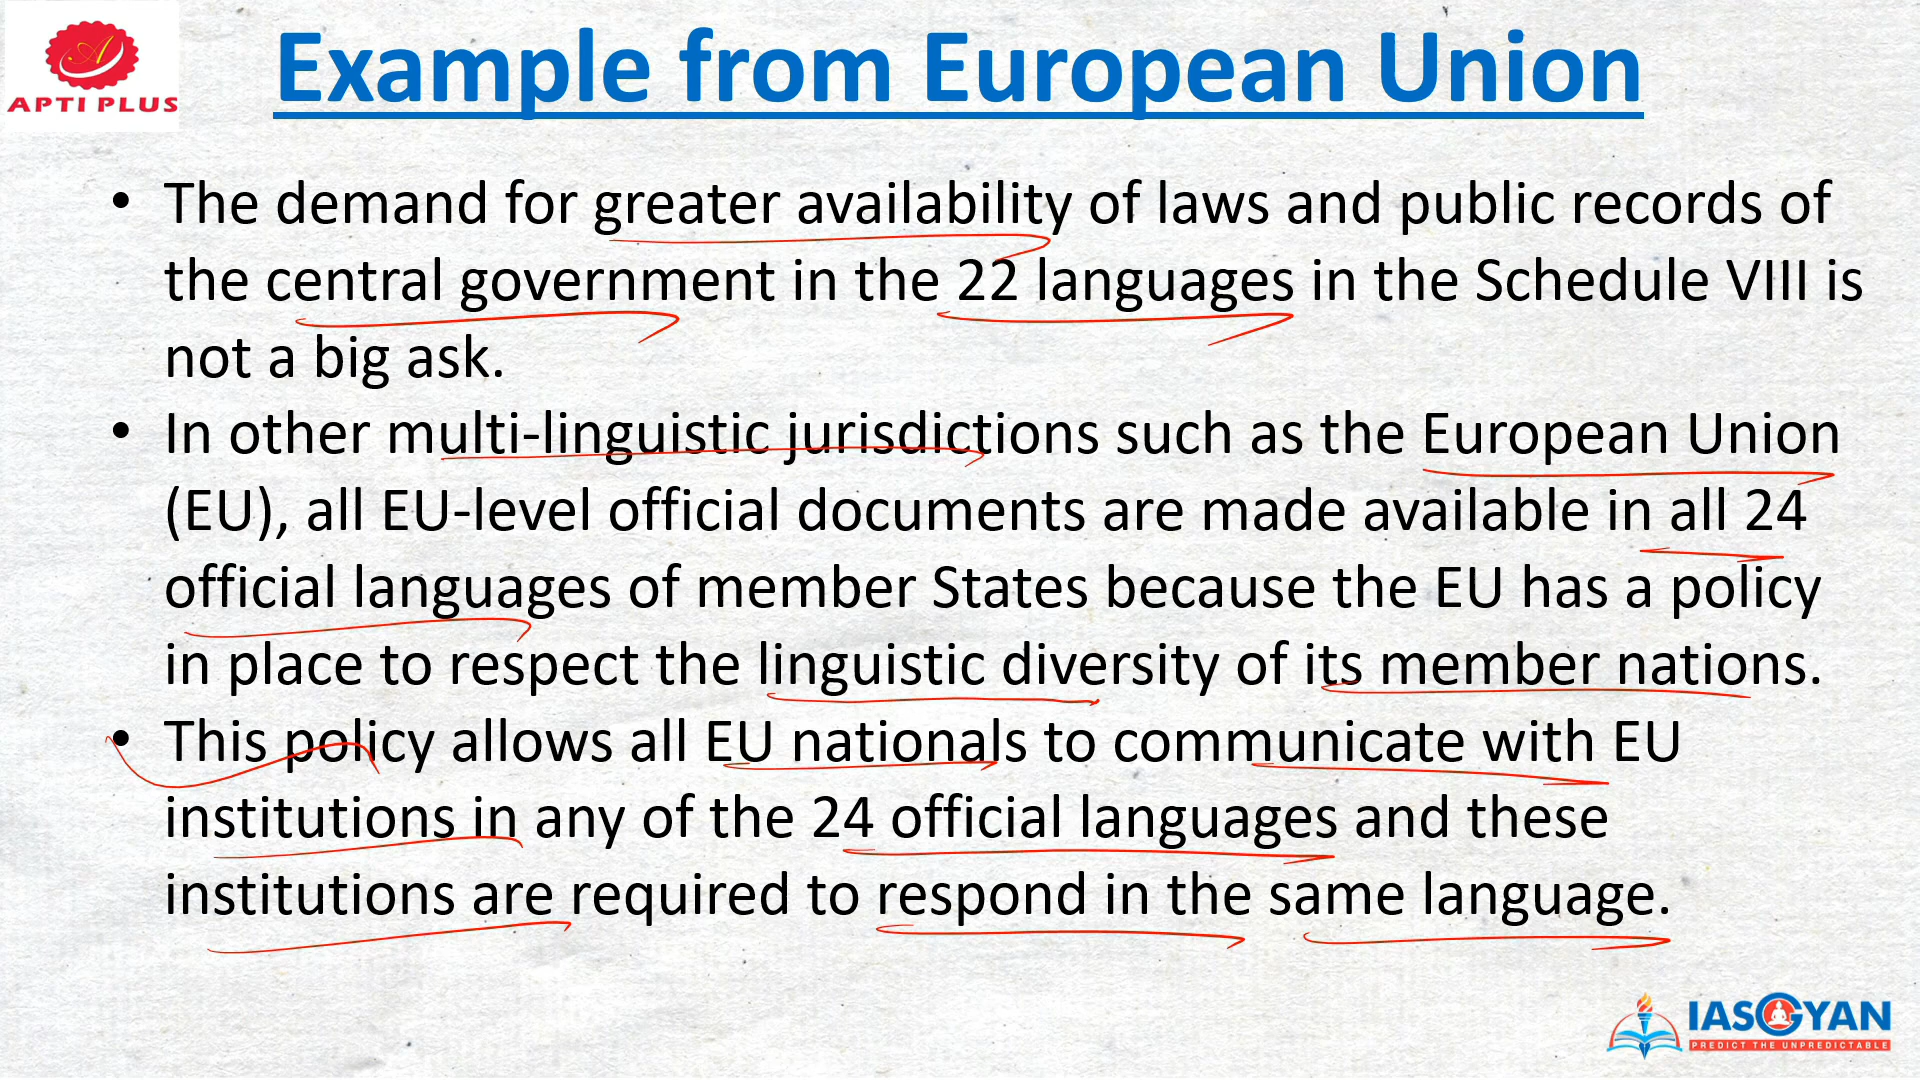 APTI PLUS
Example from European Union
• The demand for greater availability of laws and public records of
the central government in the 22 languages in the Schedule VIII is
not a big ask.
• In other multi-linguistic jurisdictions such as the European Union
(EU), all EU-level official documents are made available in all 24
official languages of member States because the EU has a policy
in place to respect the linguistic diversity of its member nations.
• This policy allows all EU nationals to communicate with EU
institutions in any of the 24 official languages and these
institutions are required to respond in the same language.
IASGYAN
PREDICT THE UNPREDICTABLE